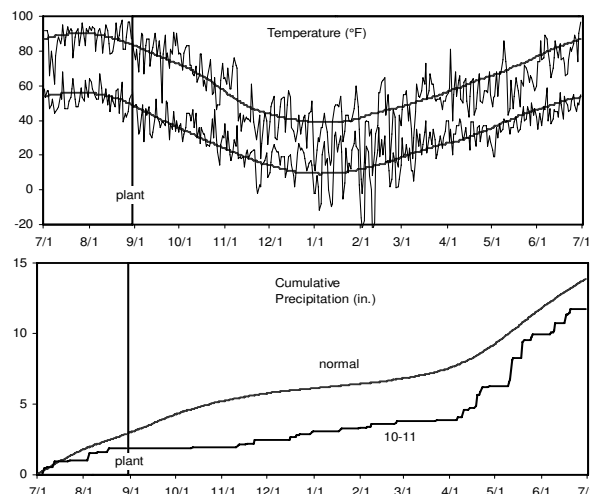 100
Temperature (°F)
80
60
40
20
0
plant
-20
7/1 8/1 9/1 10/1 11/1 12/1 1/1 2/1 3/1 4/1 5/1 6/1 7/1
15
Cumulative
Precipitation (in.)
10
normal
5
10-11
plant
0
7/1 8/1 9/1 10/1 11/1 12/1 1/1 2/1 3/1 4/1 5/1 6/1 7/1